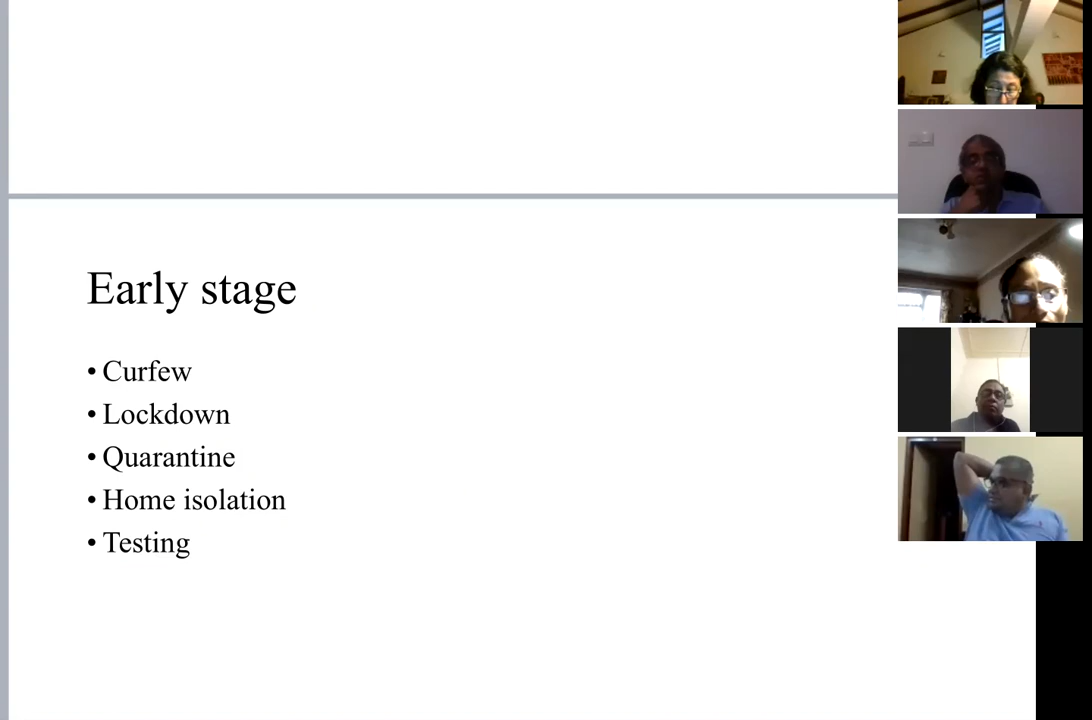 Early stage
• Curfew
• Lockdown
• Quarantine
• Home isolation
• Testing